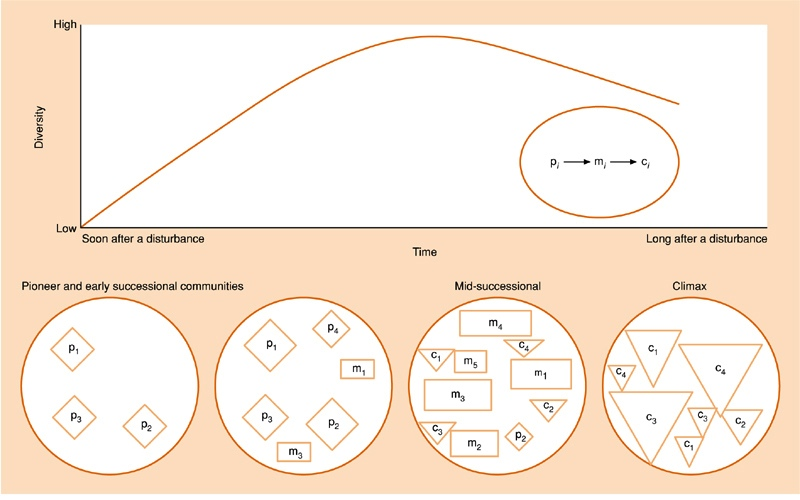 High
Diversity
pi → mi → ci
Low
Soon after a disturbance
Long after a disturbance
Time
Pioneer and early successional communities
Mid-successional
Climax
p1
p3
p2
p1
p4
m1
p3
p2
m3
m4
c4
c1
m5
m1
m3
c2
c3
m2
p2
c1
c4
c4
c3
c3
c2
c1